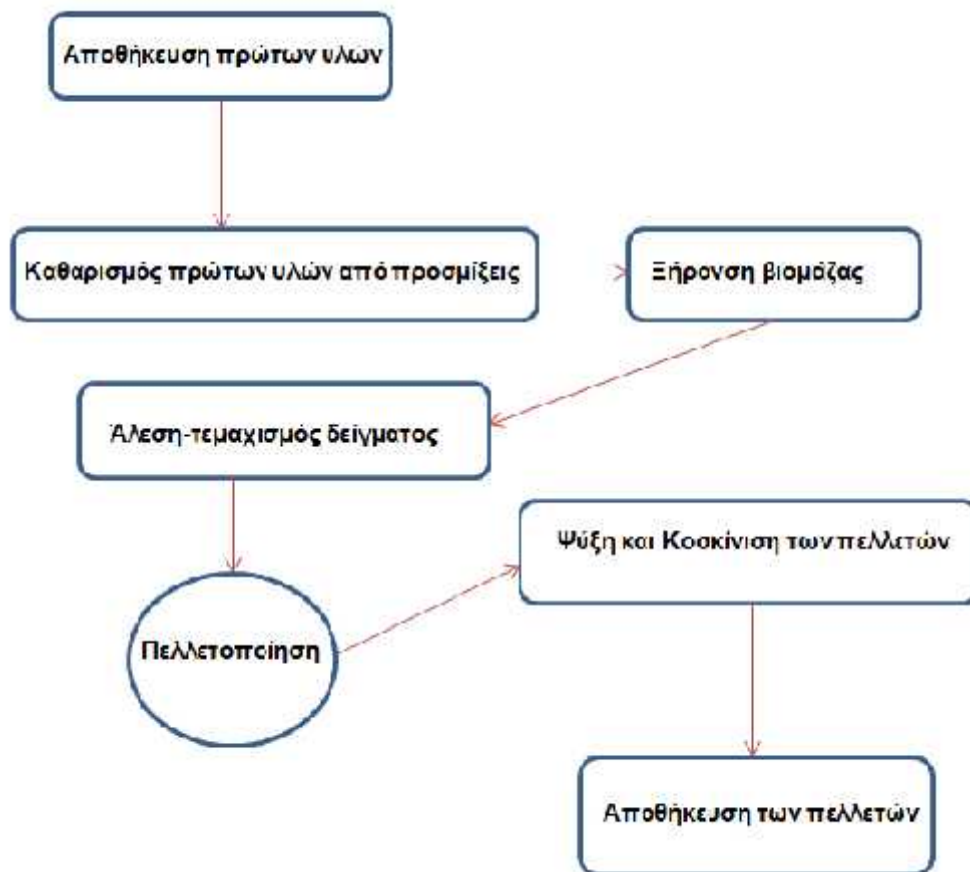 Αποθήκευση πρώτων υλών
Καθαρισμός πρώτων υλών από προσμίξεις
Ξήρονση βιομάζας
Άλεση-τεμαχισμός δείγματος
Πελλετοποίηση
Ψύξη και Κοσκίνιση των πελλετών
Αποθήκευση των πελλετών